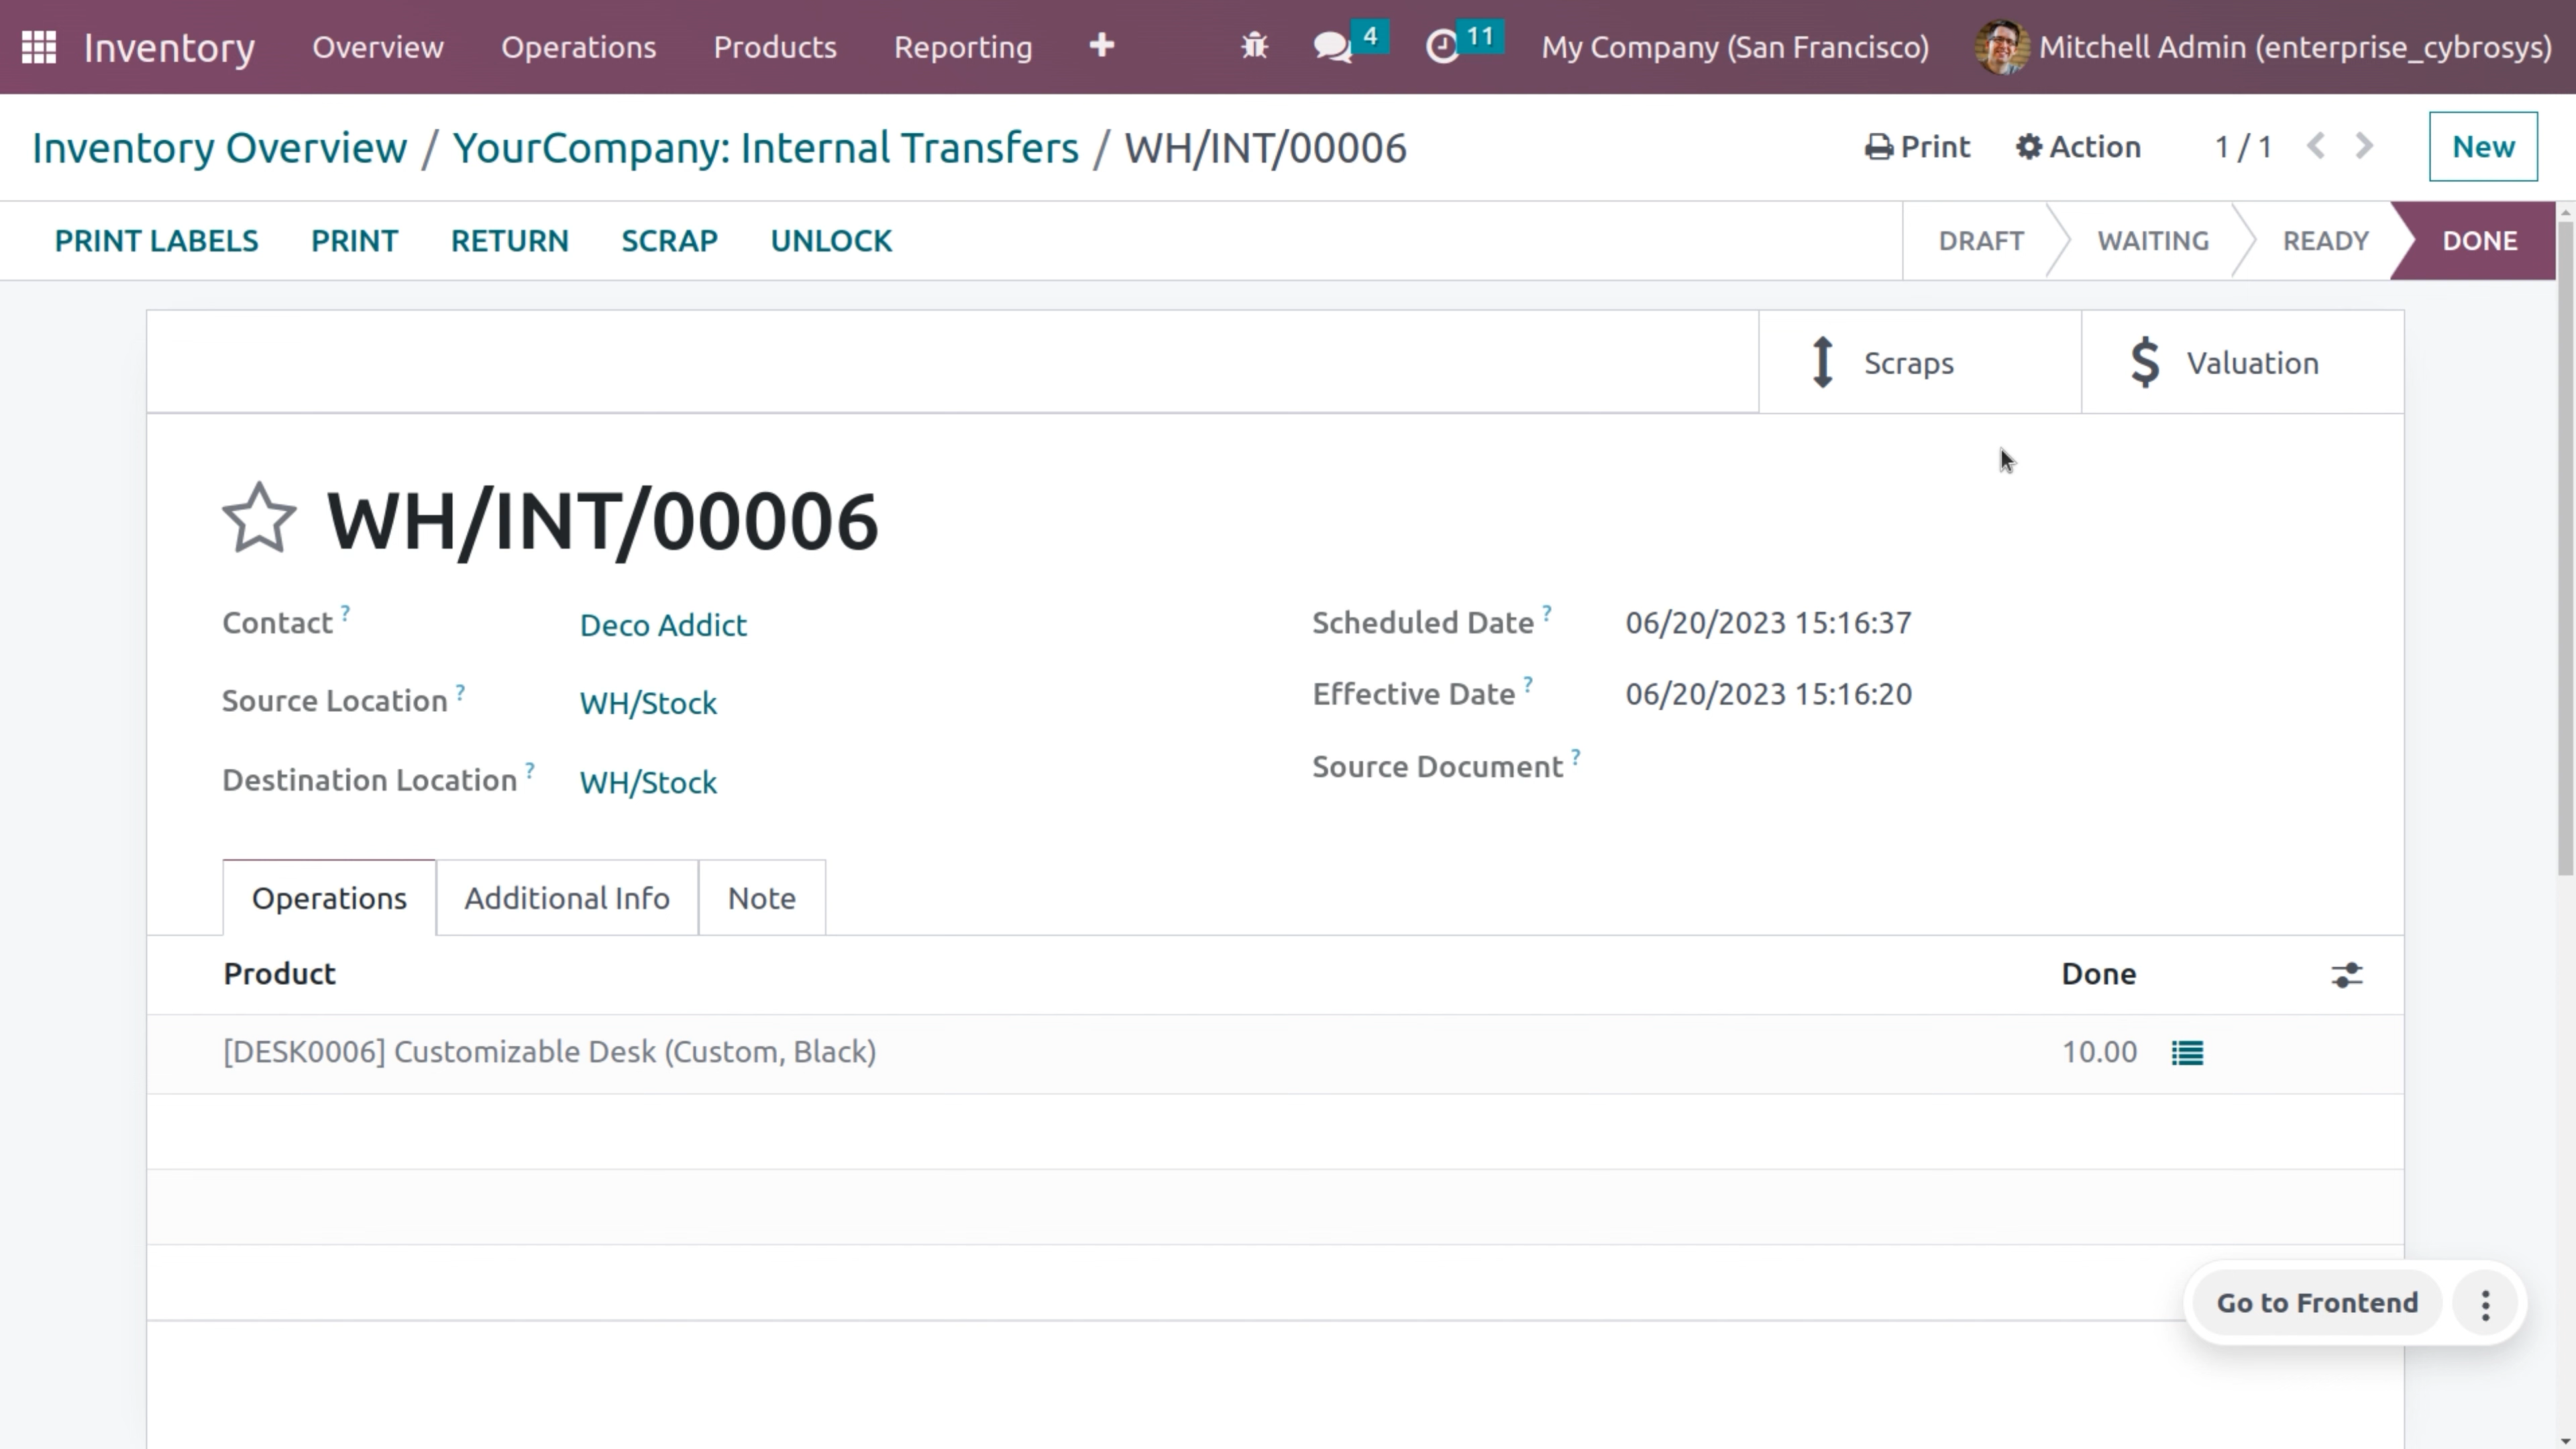 Inventory Overview Operations Products Reporting + 4 11 My Company (San Francisco) Mitchell Admin (enterprise_cybrosys)
Inventory Overview / YourCompany: Internal Transfers / WH/INT/00006 Print Action 1 / 1 New
PRINT LABELS PRINT RETURN SCRAP UNLOCK DRAFT WAITING READY DONE
Scraps $ Valuation
WH/INT/00006
Contact ? Deco Addict Scheduled Date ? 06/20/2023 15:16:37
Source Location ? WH/Stock Effective Date ? 06/20/2023 15:16:20
Destination Location ? WH/Stock Source Document ?
Operations Additional Info Note
Product Done
[DESK0006] Customizable Desk (Custom, Black) 10.00
Go to Frontend